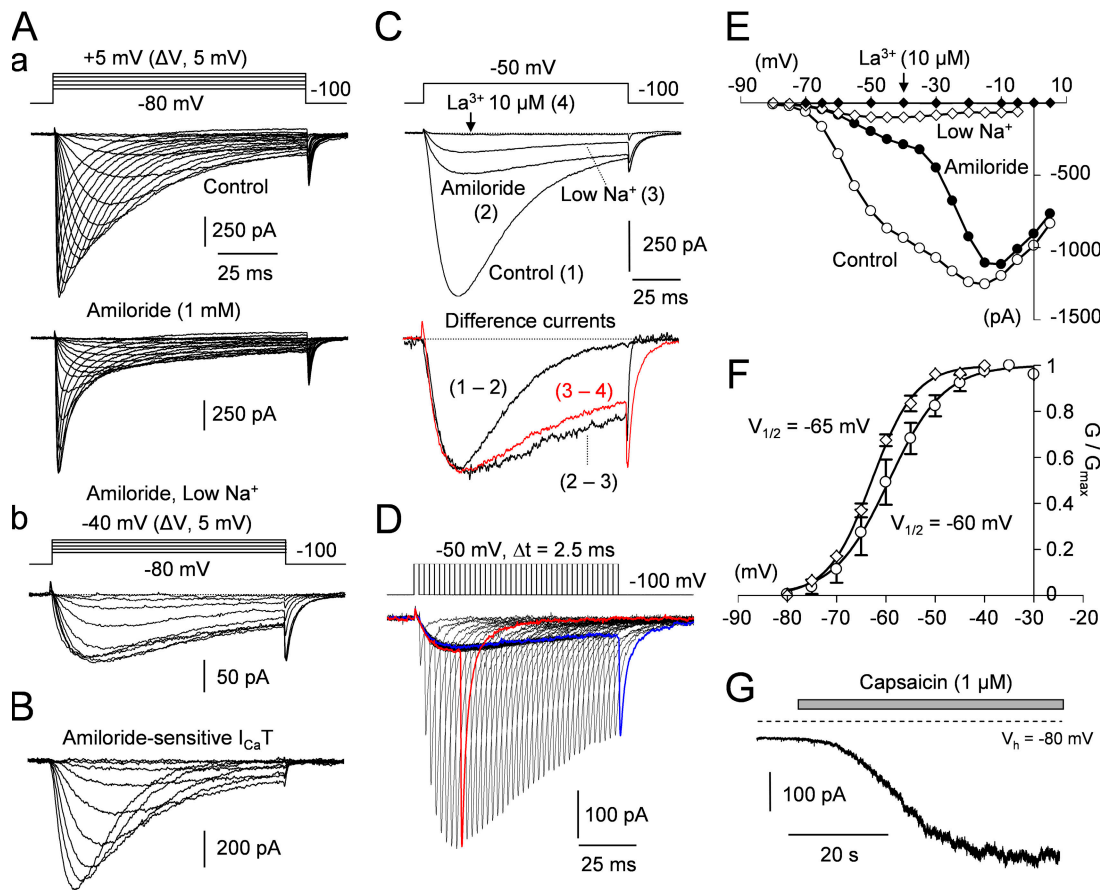 A
a
+5 mV (ΔV, 5 mV)
-100
-80 mV
Control
250 pA
25 ms
Amiloride (1 mM)
250 pA
Amiloride, Low Na⁺
b
-40 mV (ΔV, 5 mV)
-100
-80 mV
50 pA
B
Amiloride-sensitive I_CaT
200 pA
C
-50 mV
-100
La³⁺ 10 µM (4)
Amiloride
(2)
Low Na⁺ (3)
Control (1)
250 pA
25 ms
Difference currents
(1 – 2)
(3 – 4)
(2 – 3)
D
-50 mV, Δt = 2.5 ms
-100 mV
100 pA
25 ms
E
La³⁺ (10 µM)
(mV)
-90 -70 -50 -30 -10 10
Low Na⁺
Amiloride
Control
-500
-1000
-1500
(pA)
F
V1/2 = -65 mV
V1/2 = -60 mV
1
0.8
0.6
0.4
0.2
0
G / Gmax
(mV)
-90 -80 -70 -60 -50 -40 -30 -20
G
Capsaicin (1 µM)
Vh = -80 mV
100 pA
20 s